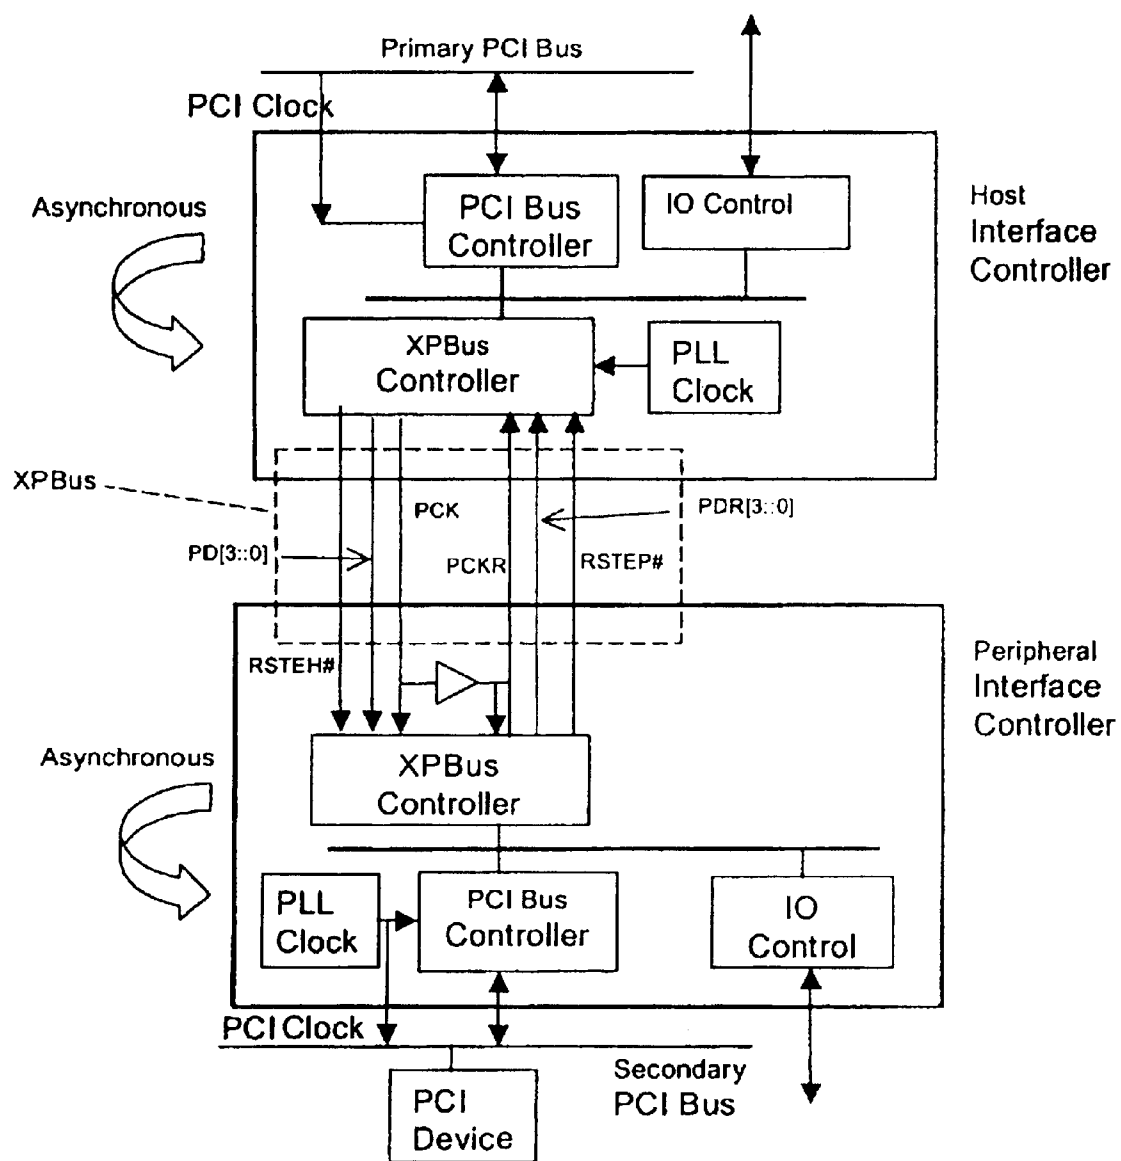 Primary PCI Bus
PCI Clock
Asynchronous
PCI Bus
Controller
IO Control
Host
Interface
Controller
XPBus
Controller
PLL
Clock
XPBus
PCK
PDR[3::0]
PD[3::0]
PCKR
RSTEP#
RSTEH#
Peripheral
Interface
Controller
Asynchronous
XPBus
Controller
PLL
Clock
PCI Bus
Controller
IO
Control
PCI Clock
Secondary
PCI Bus
PCI
Device